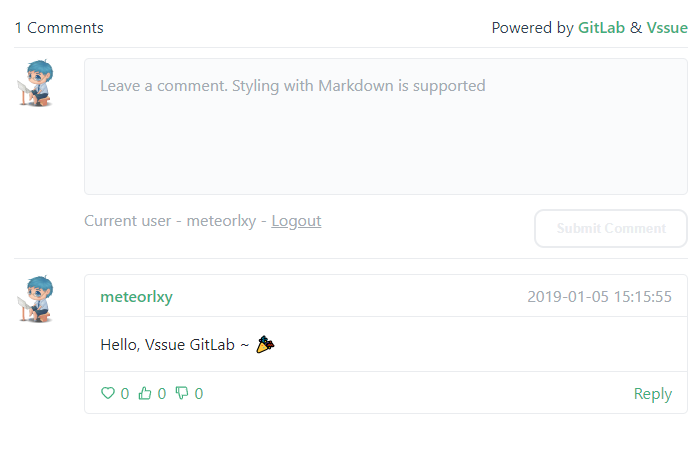 1 Comments Powered by GitLab & Vssue
Leave a comment. Styling with Markdown is supported
Current user - meteorlxy - Logout Submit Comment
meteorlxy 2019-01-05 15:15:55
Hello, Vssue GitLab ~ 🎉
0 0 0 Reply